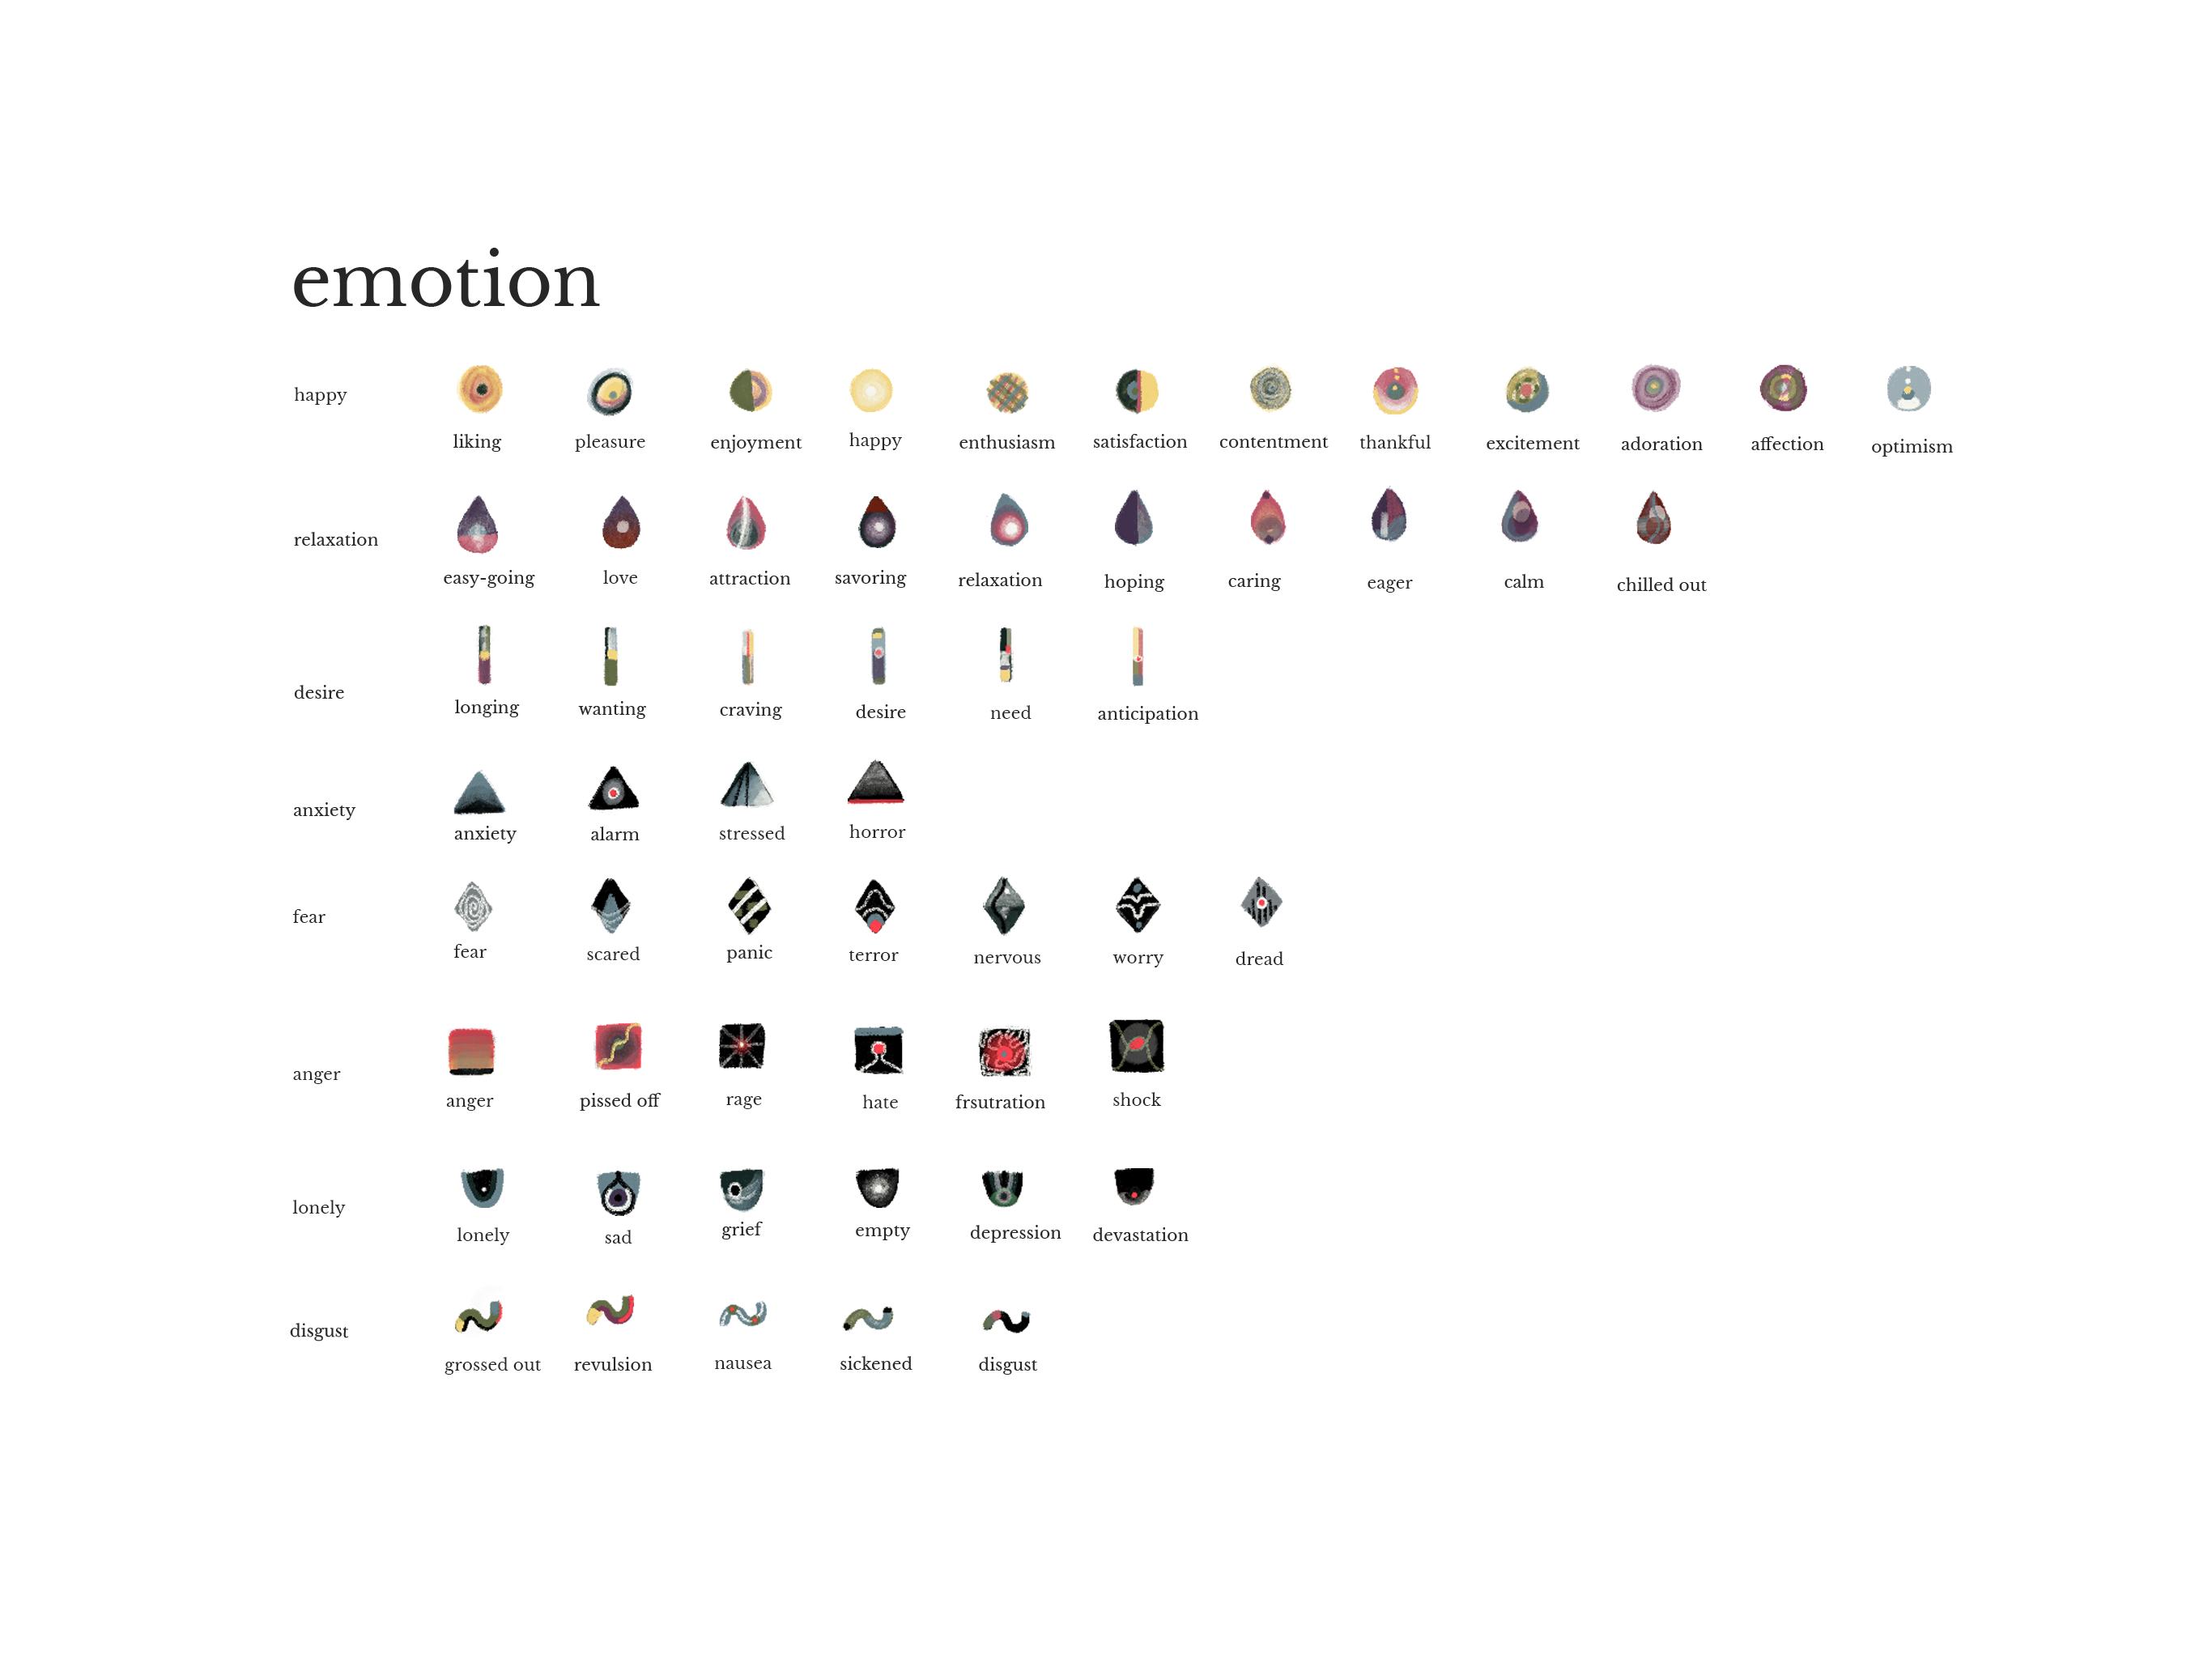 emotion
happy
liking pleasure enjoyment happy enthusiasm satisfaction contentment thankful excitement adoration affection optimism
relaxation
easy-going love attraction savoring relaxation hoping caring eager calm chilled out
desire
longing wanting craving desire need anticipation
anxiety
anxiety alarm stressed horror
fear
fear scared panic terror nervous worry dread
anger
anger pissed off rage hate frsutration shock
lonely
lonely sad grief empty depression devastation
disgust
grossed out revulsion nausea sickened disgust